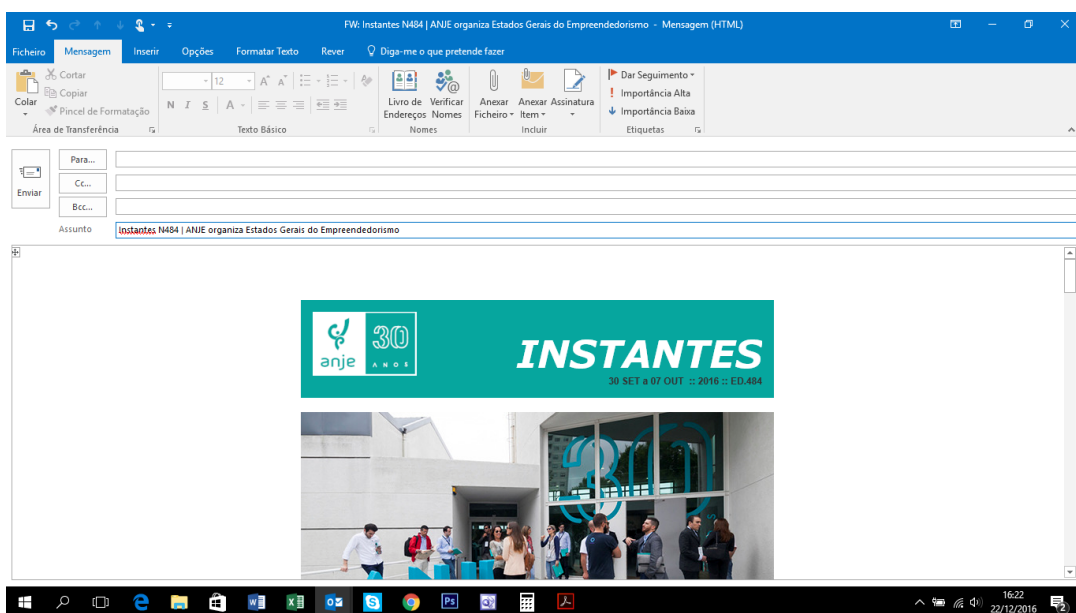 FW: Instantes N484 | ANJE organiza Estados Gerais do Empreendedorismo - Mensagem (HTML)
Ficheiro Mensagem Inserir Opções Formatar Texto Rever Diga-me o que pretende fazer
Colar
Cortar
Copiar
Pincel de Formatação
Área de Transferência
12
N I S
Texto Básico
Livro de Endereços
Verificar Nomes
Nomes
Anexar Ficheiro
Anexar Item
Assinatura
Incluir
Dar Seguimento
Importância Alta
Importância Baixa
Etiquetas
Enviar
Para...
Cc...
Bcc...
Assunto Instantes N484 | ANJE organiza Estados Gerais do Empreendedorismo
anje
30
ANOS
INSTANTES
30 SET a 07 OUT :: 2016 :: ED.484
30
16:22
22/12/2016